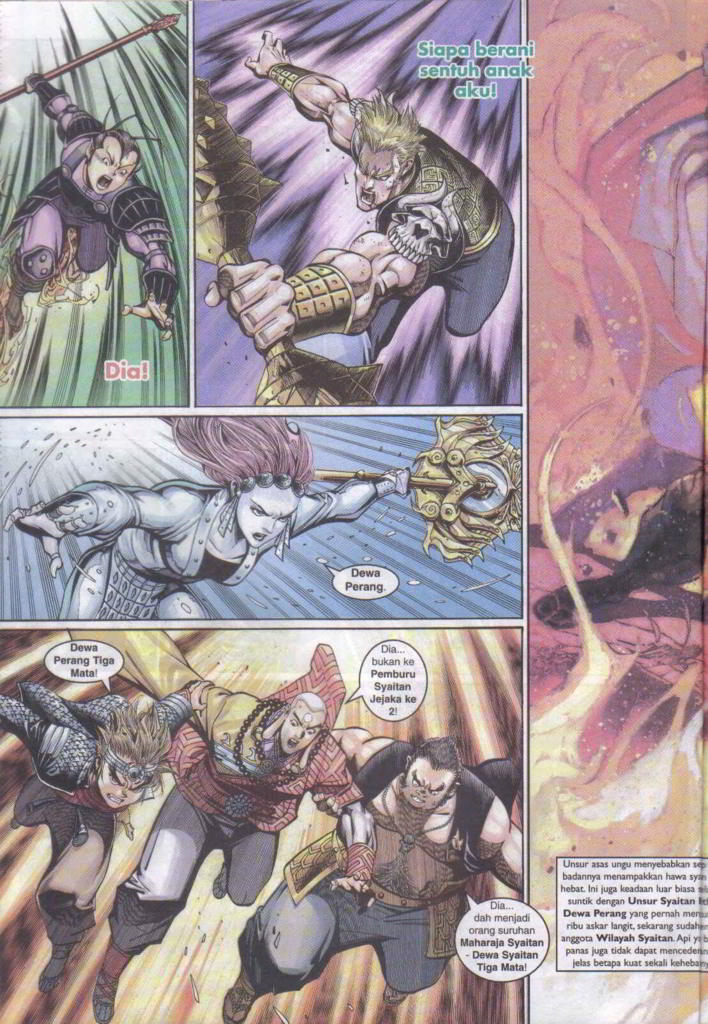 Dia!
Siapa berani
sentuh anak
aku!
Dewa
Perang.
Dewa
Perang Tiga
Mata!
Dia...
bukan ke
Pemburu
Syaitan
Jejaka ke
2!
Dia...
dah menjadi
orang suruhan
Maharaja Syaitan
- Dewa Syaitan
Tiga Mata!
Unsur asas ungu menyebabkan
badannya menampakkan hawa
hebat. Ini juga keadaan luar biasa
suntik dengan Unsur Syaitan
Dewa Perang yang pernah
ribu askar langit, sekarang
anggota Wilayah Syaitan. Api
panas juga tidak dapat
jelas betapa kuat sekali